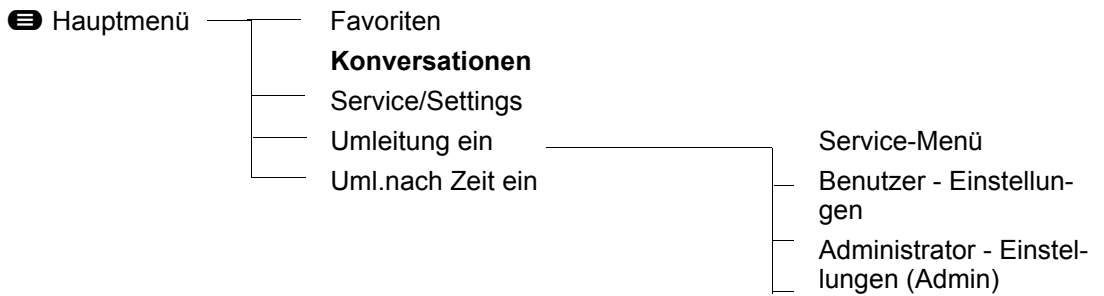 Hauptmenü
Favoriten
Konversationen
Service/Settings
Umleitung ein
Uml.nach Zeit ein
Service-Menü
Benutzer - Einstellun-
gen
Administrator - Einstel-
lungen (Admin)